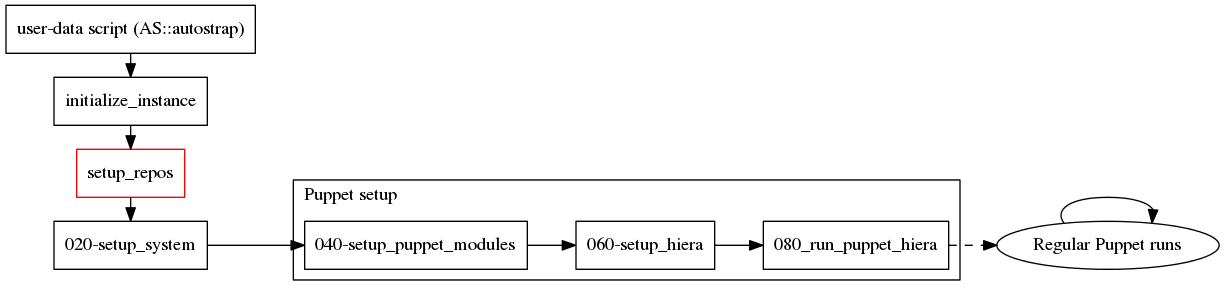 user-data script (AS::autostrap)
initialize_instance
setup_repos
Puppet setup
020-setup_system
040-setup_puppet_modules
060-setup_hiera
080_run_puppet_hiera
Regular Puppet runs